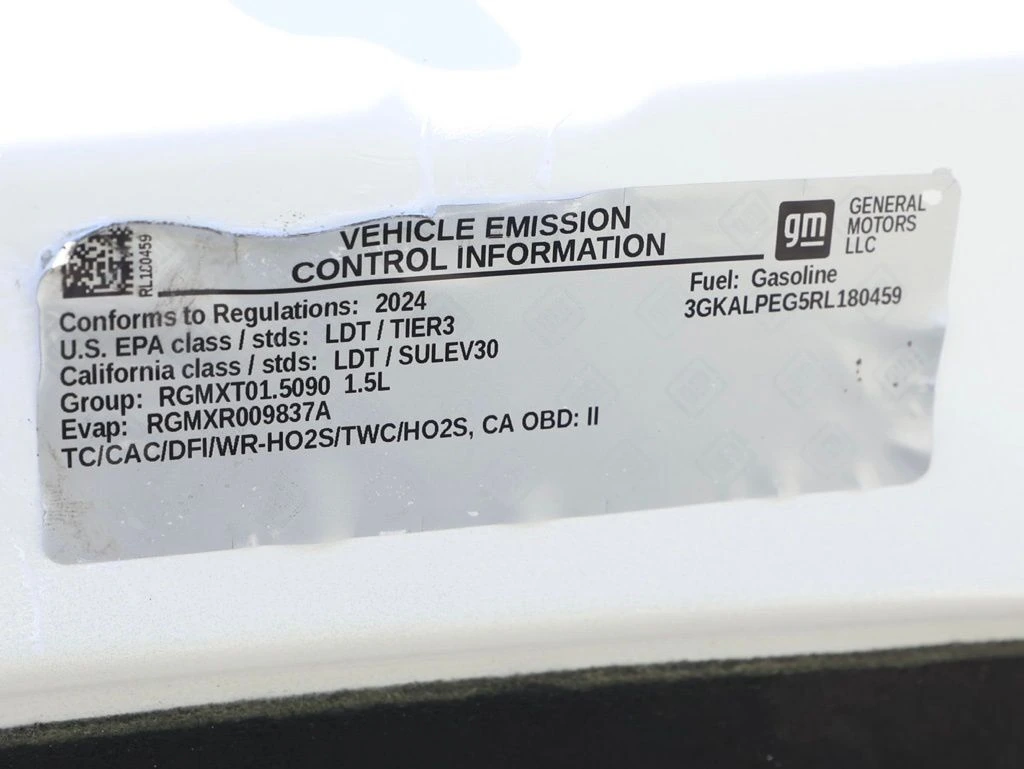 VEHICLE EMISSION
CONTROL INFORMATION
gm
GENERAL
MOTORS
LLC
RL180459
Conforms to Regulations: 2024
U.S. EPA class / stds: LDT / TIER3
California class / stds: LDT / SULEV30
Group: RGMXT01.5090 1.5L
Evap: RGMXR009837A
TC/CAC/DFI/WR-HO2S/TWC/HO2S, CA OBD: II
Fuel: Gasoline
3GKALPEG5RL180459